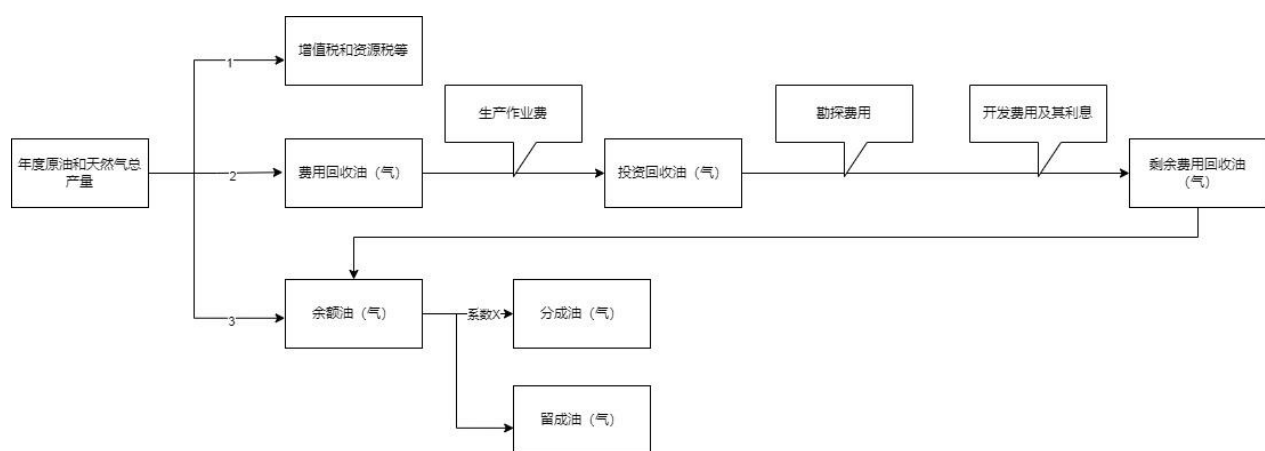 增值税和资源税等
1
生产作业费
勘探费用
开发费用及其利息
年度原油和天然气总
产量
2
费用回收油（气）
投资回收油（气）
剩余费用回收油
（气）
3
余额油（气）
系数X
分成油（气）
留成油（气）